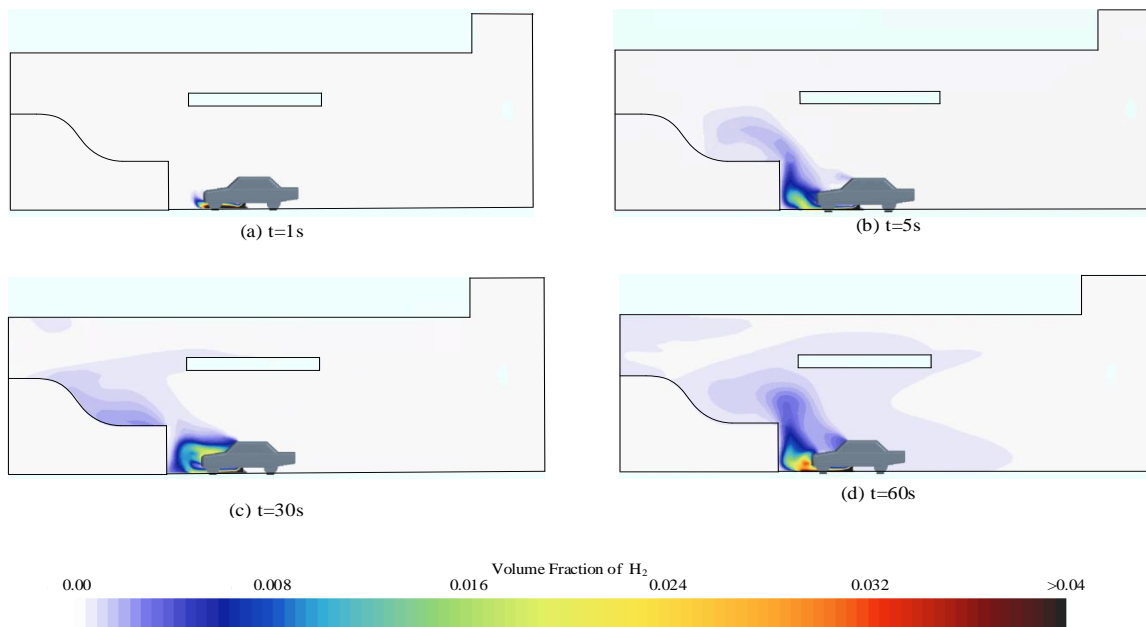 (a) t=1s
(b) t=5s
(c) t=30s
(d) t=60s
Volume Fraction of H₂
0.00 0.008 0.016 0.024 0.032 >0.04